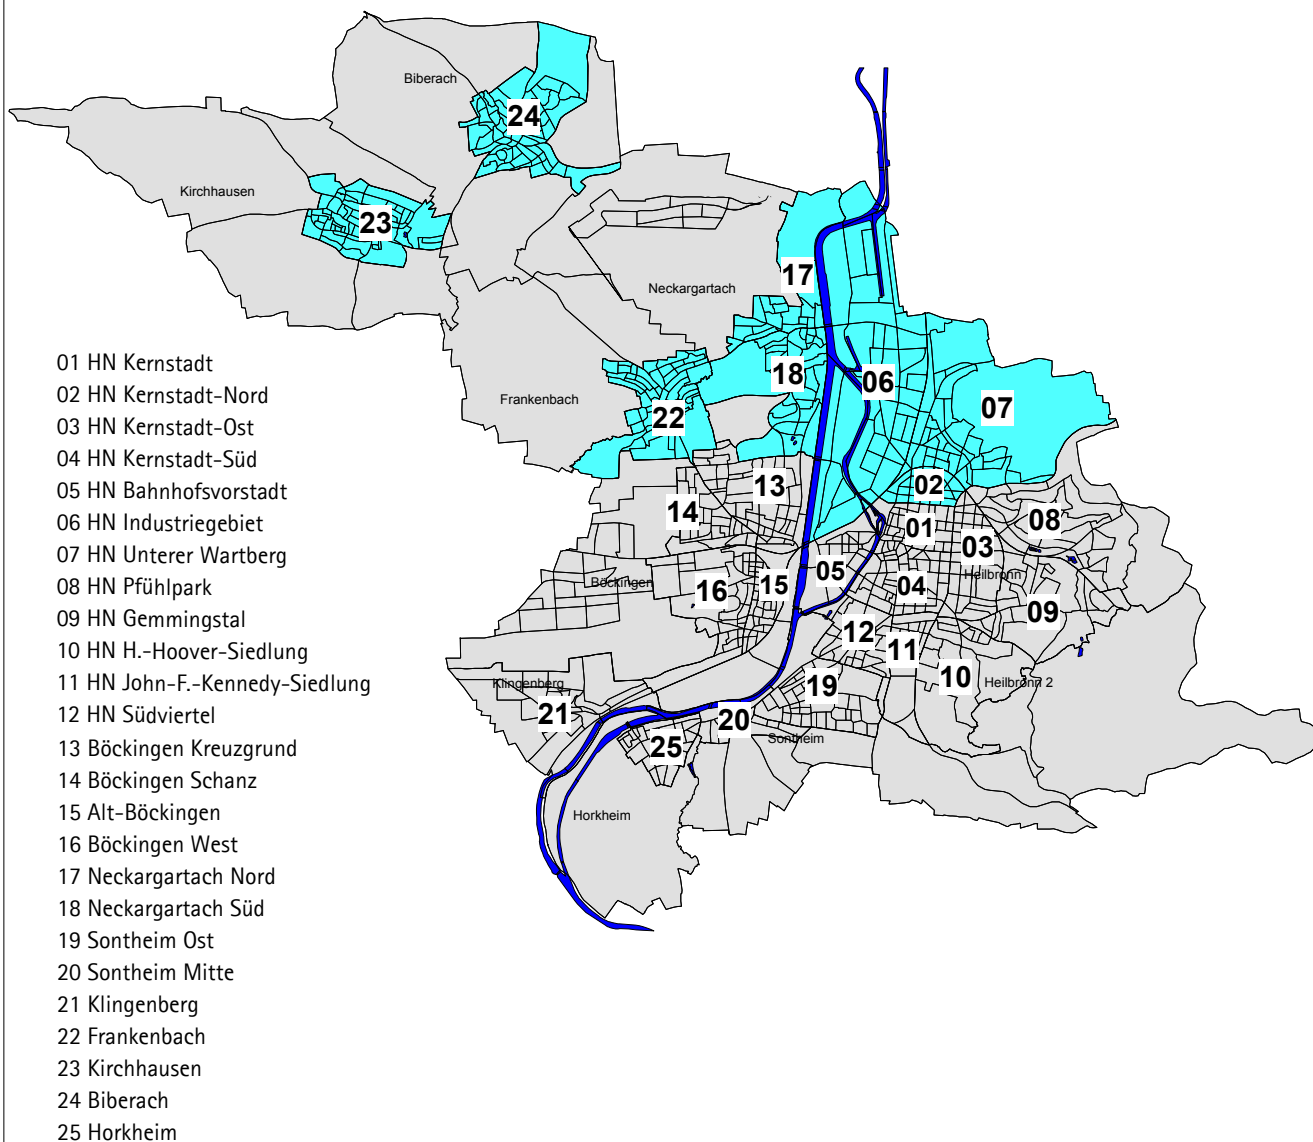 Biberach
24
Kirchhausen
23
17
Neckargartach
18
06
07
Frankenbach
22
02
13
14
01
08
03
05
Heilbronn
Böckingen
15
04
16
09
12
11
10
Heilbronn 2
Klingenberg
19
21
20
25
Sontheim
Horkheim
01 HN Kernstadt
02 HN Kernstadt-Nord
03 HN Kernstadt-Ost
04 HN Kernstadt-Süd
05 HN Bahnhofsvorstadt
06 HN Industriegebiet
07 HN Unterer Wartberg
08 HN Pfühlpark
09 HN Gemmingstal
10 HN H.-Hoover-Siedlung
11 HN John-F.-Kennedy-Siedlung
12 HN Südviertel
13 Böckingen Kreuzgrund
14 Böckingen Schanz
15 Alt-Böckingen
16 Böckingen West
17 Neckargartach Nord
18 Neckargartach Süd
19 Sontheim Ost
20 Sontheim Mitte
21 Klingenberg
22 Frankenbach
23 Kirchhausen
24 Biberach
25 Horkheim